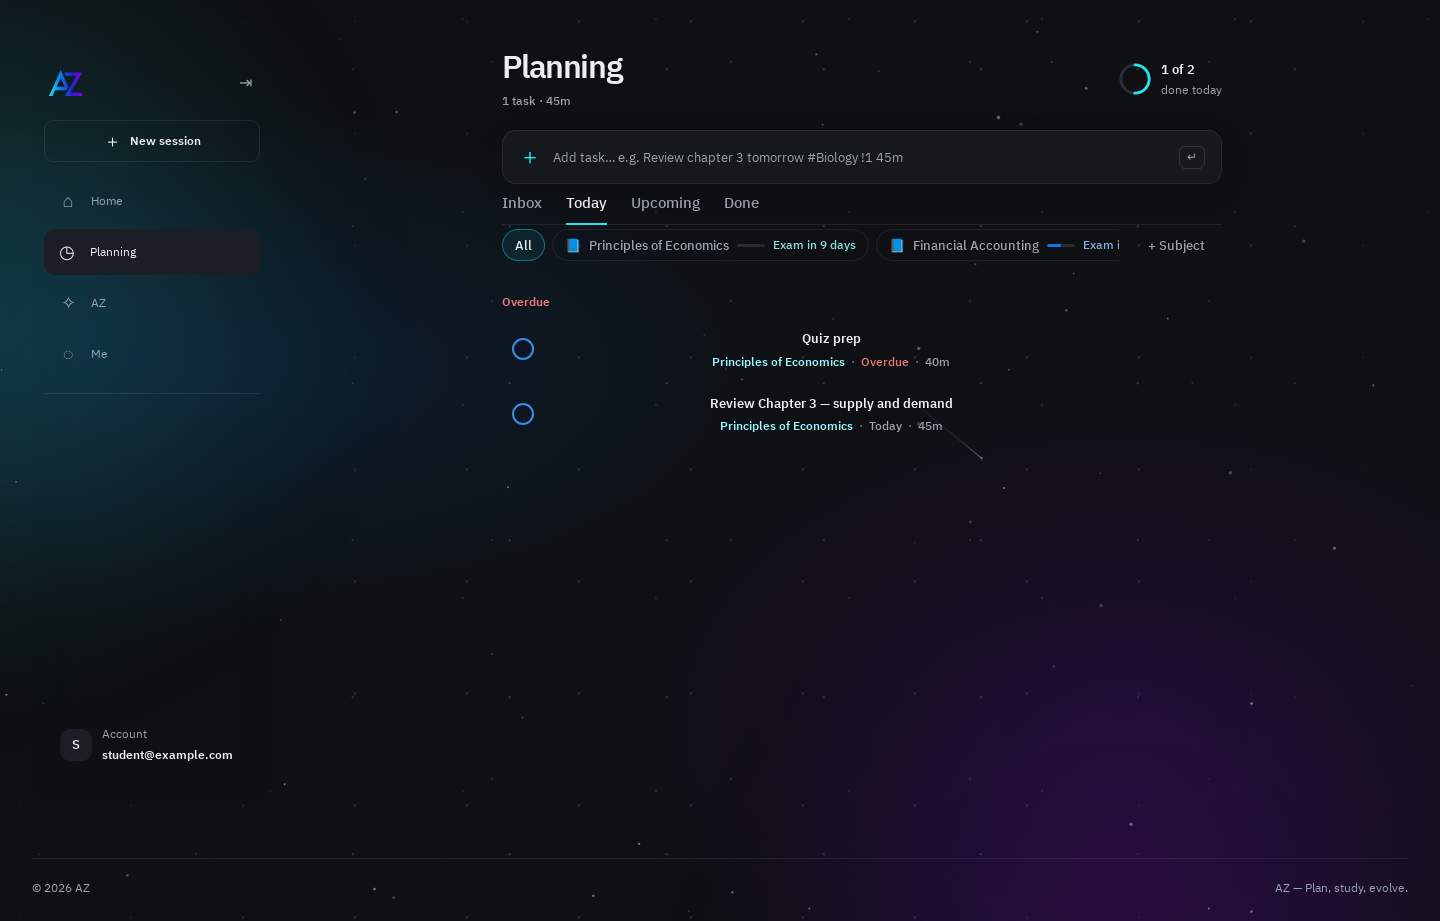 AZ
New session
Home
Planning
AZ
Me
Account
S
student@example.com
Planning
1 task · 45m
1 of 2
done today
+ Add task... e.g. Review chapter 3 tomorrow #Biology !1 45m
Inbox Today Upcoming Done
All Principles of Economics Exam in 9 days Financial Accounting Exam i + Subject
Overdue
Quiz prep
Principles of Economics · Overdue · 40m
Review Chapter 3 — supply and demand
Principles of Economics · Today · 45m
© 2026 AZ
AZ — Plan, study, evolve.